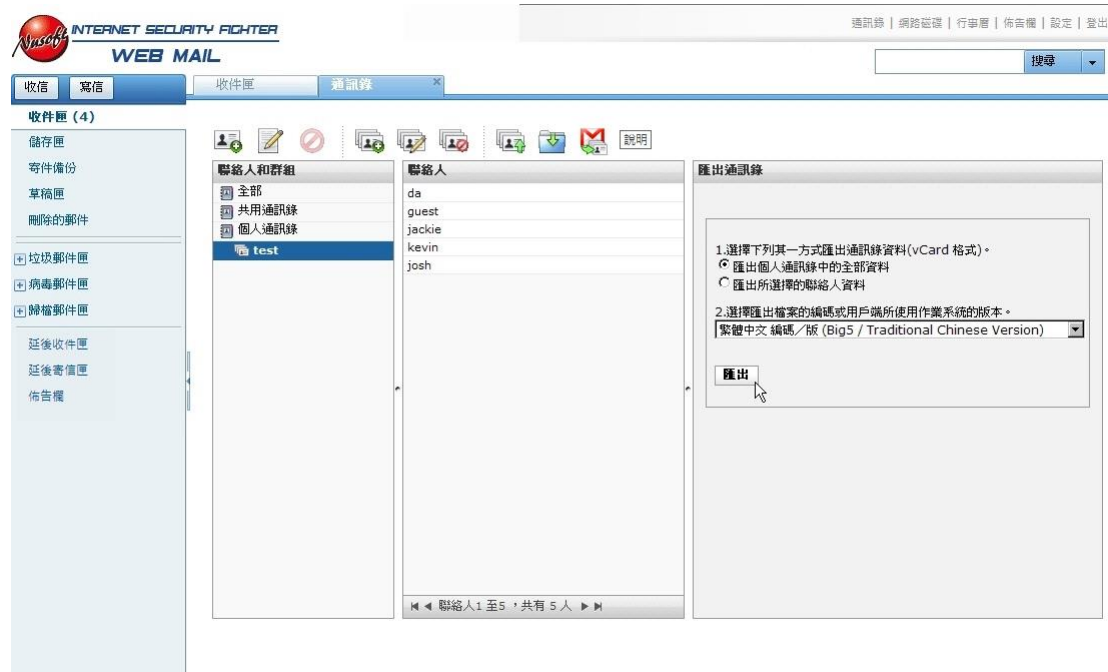 Nusoft INTERNET SECURITY FIGHTER
WEB MAIL
通訊錄 | 網路磁碟 | 行事曆 | 佈告欄 | 設定 | 登出
搜尋
收信 寫信
收件匣 通訊錄
收件匣 (4)
儲存匣
寄件備份
草稿匣
刪除的郵件
垃圾郵件匣
病毒郵件匣
歸檔郵件匣
延後收件匣
延後寄信匣
佈告欄
說明
聯絡人和群組
全部
共用通訊錄
個人通訊錄
test
聯絡人
da
guest
jackie
kevin
josh
聯絡人1 至5 ，共有 5 人
匯出通訊錄
1.選擇下列其一方式匯出通訊錄資料(vCard 格式)。
匯出個人通訊錄中的全部資料
匯出所選擇的聯絡人資料
2.選擇匯出檔案的編碼或用戶端所使用作業系統的版本。
繁體中文 編碼／版 (Big5 / Traditional Chinese Version)
匯出